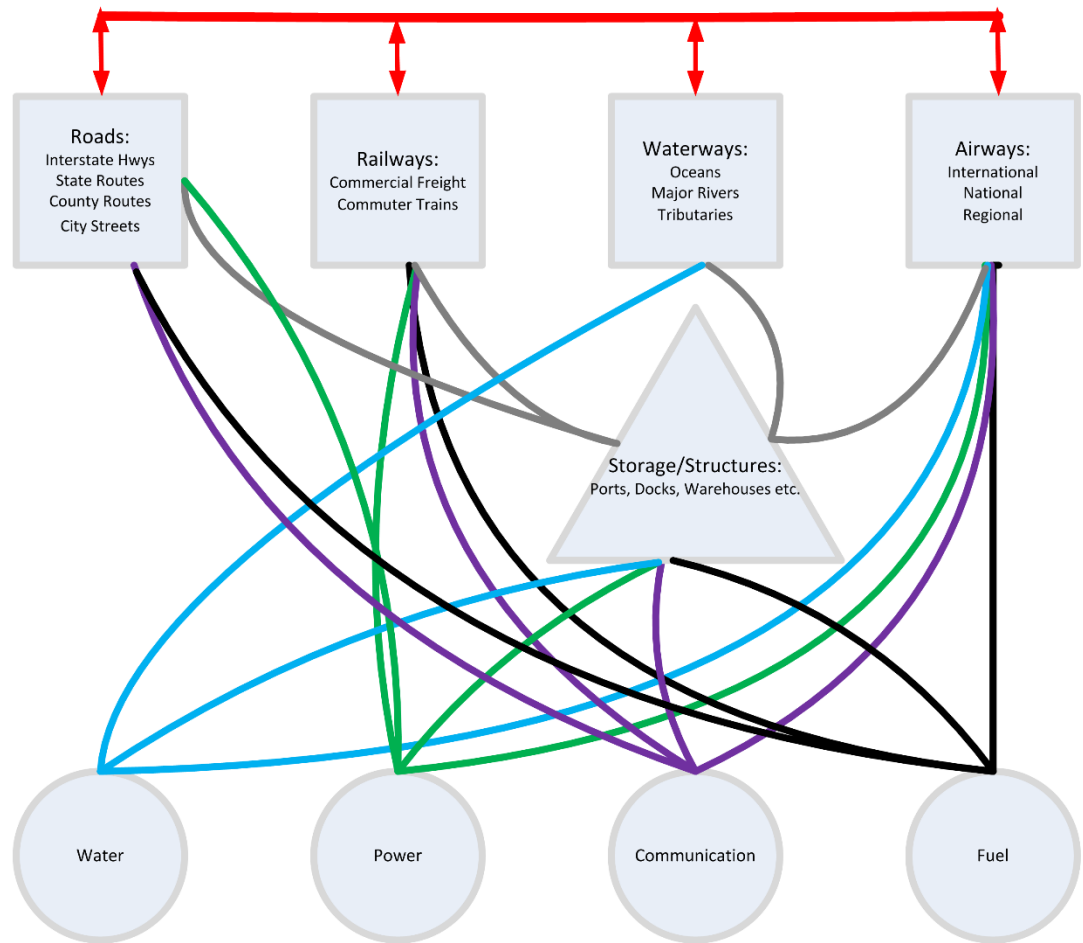 Roads:
Interstate Hwys
State Routes
County Routes
City Streets
Railways:
Commercial Freight
Commuter Trains
Waterways:
Oceans
Major Rivers
Tributaries
Airways:
International
National
Regional
Storage/Structures:
Ports, Docks, Warehouses etc.
Water
Power
Communication
Fuel